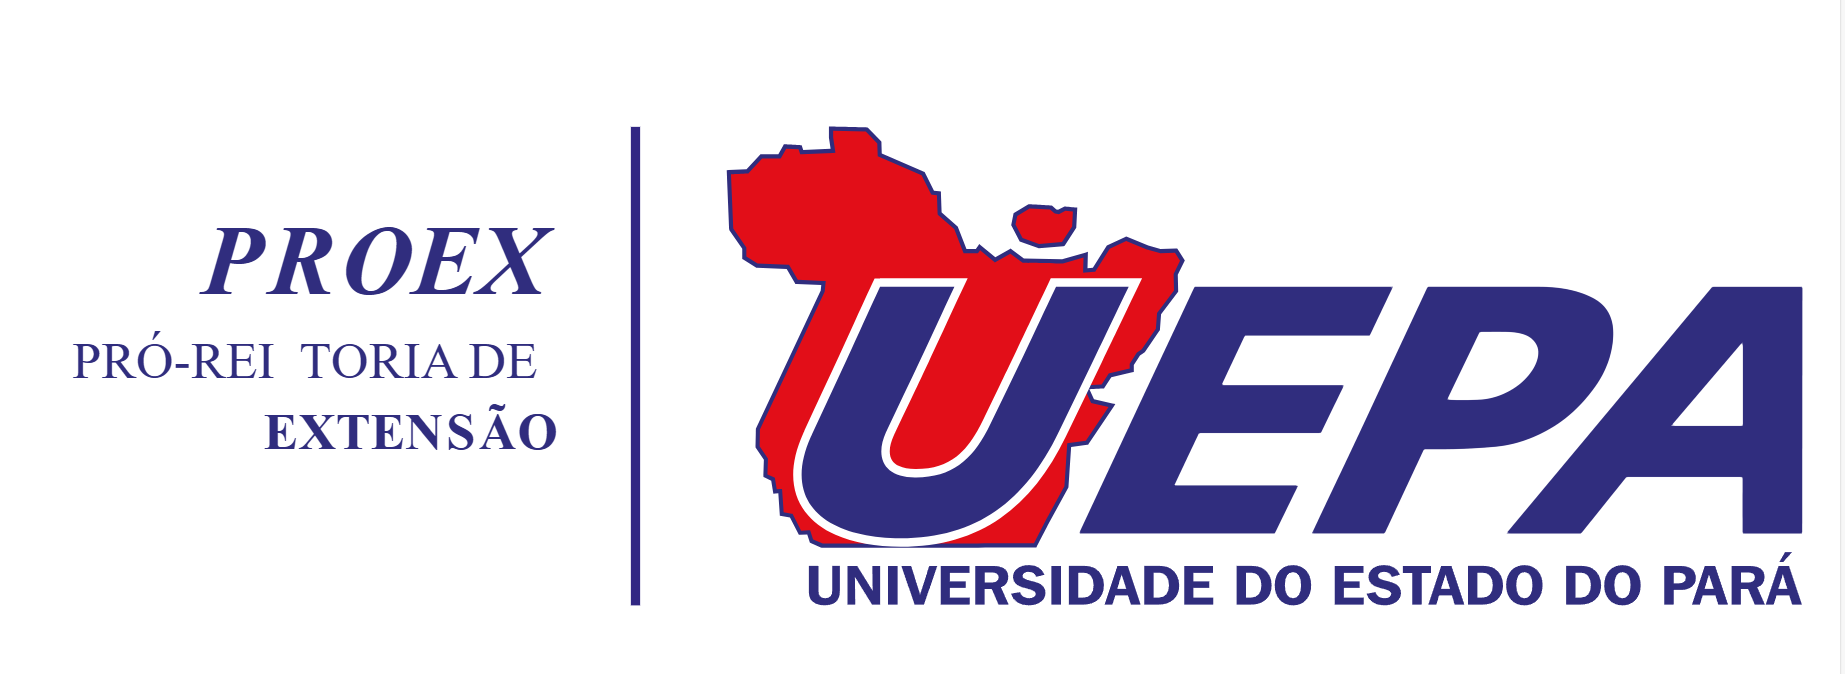 PROEX
PRÓ-REI TORIA DE
EXTENSÃO
UEPA
UNIVERSIDADE DO ESTADO DO PARÁ